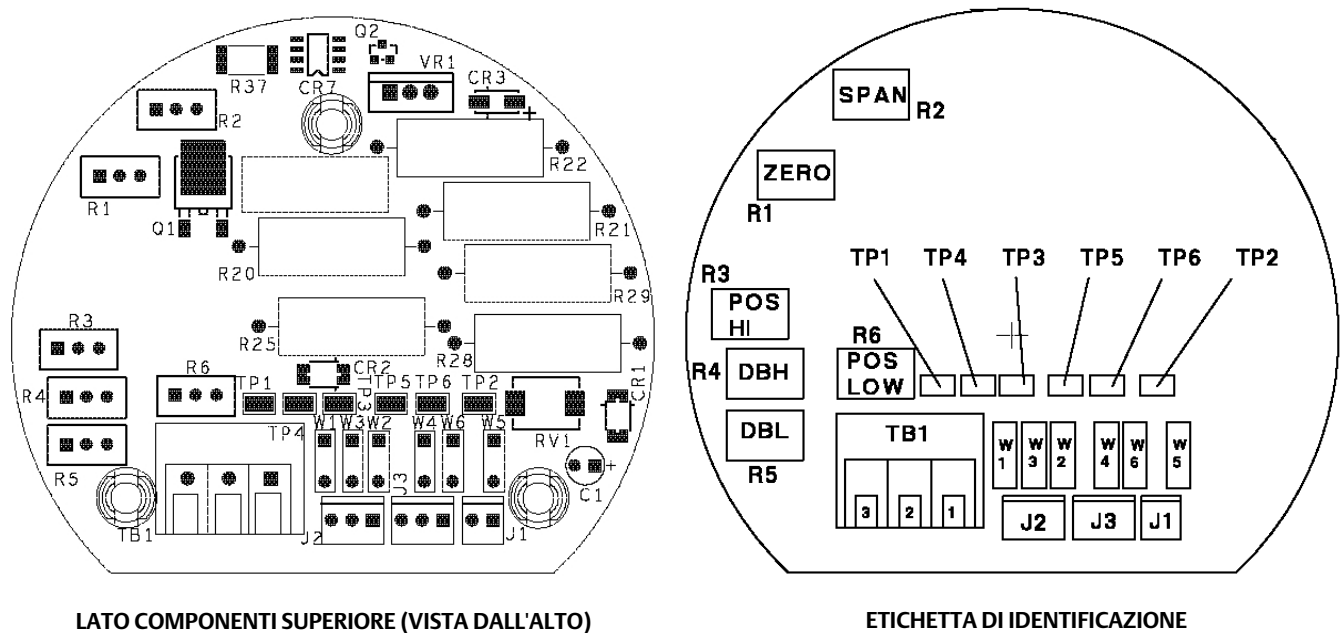 Q2
VR1
CR3
R37
CR7
+
R2
R22
R1
Q1
R21
R20
R29
R3
R25
R28
CR2
CR1
R6
TP1
TP3
TP5
TP6
TP2
R4
W1
W3
W2
W4
W6
W5
TP4
RV1
R5
J3
+
C1
TB1
J2
J1
LATO COMPONENTI SUPERIORE (VISTA DALL'ALTO)
SPAN
R2
ZERO
R1
TP1
TP4
TP3
TP5
TP6
TP2
R3
POS
HI
R6
R4
DBH
POS
LOW
DBL
R5
TB1
W
1
W
3
W
2
W
4
W
6
W
5
3
2
1
J2
J3
J1
ETICHETTA DI IDENTIFICAZIONE